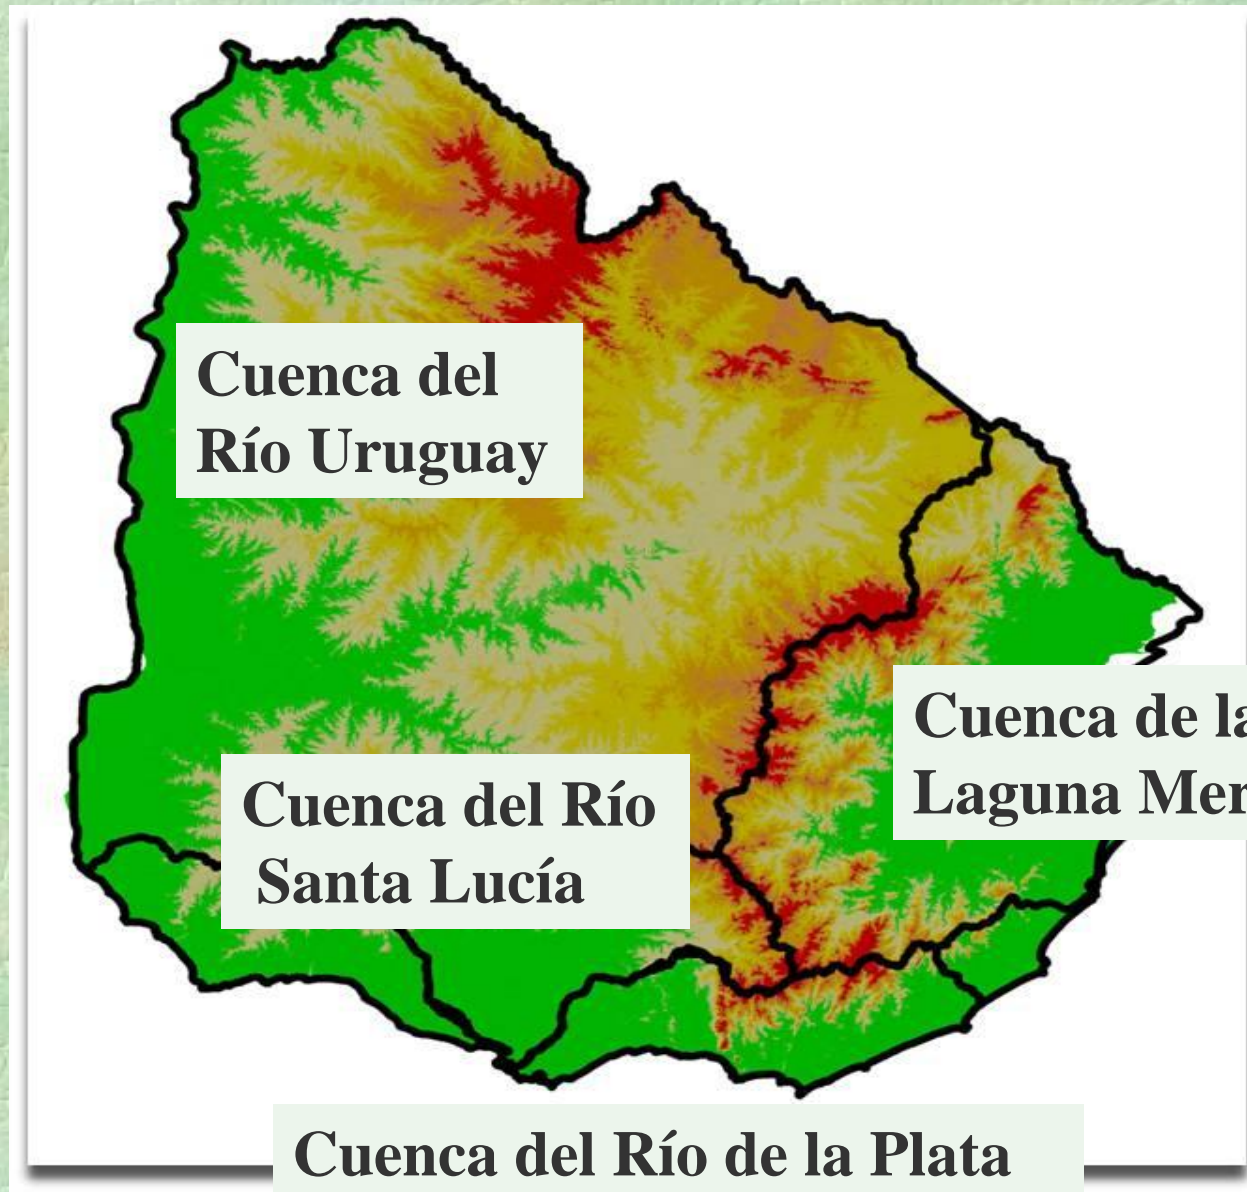 Cuenca del
Río Uruguay
Cuenca de la
Laguna Mer
Cuenca del Río
Santa Lucía
Cuenca del Río de la Plata